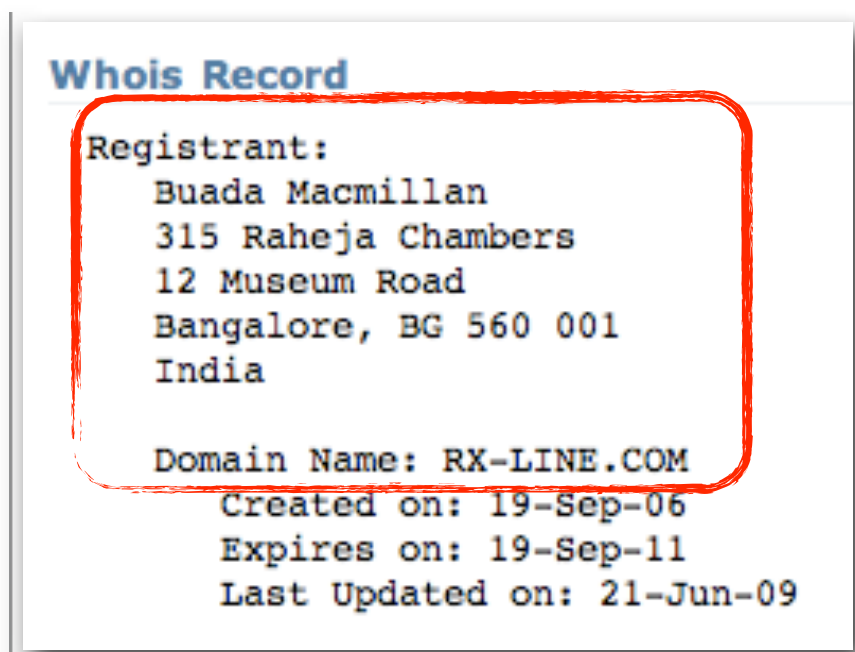 Whois Record
Registrant:
Buada Macmillan
315 Raheja Chambers
12 Museum Road
Bangalore, BG 560 001
India
Domain Name: RX-LINE.COM
Created on: 19-Sep-06
Expires on: 19-Sep-11
Last Updated on: 21-Jun-09